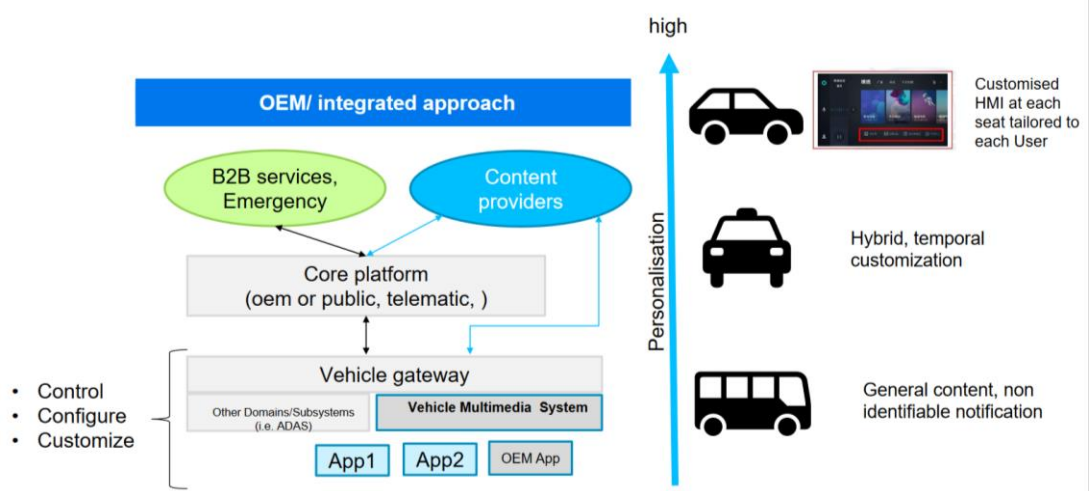 high
OEM/ integrated approach
B2B services,
Emergency
Content
providers
Core platform
(oem or public, telematic, )
Vehicle gateway
Other Domains/Subsystems
(i.e. ADAS)
Vehicle Multimedia System
App1
App2
OEM App
• Control
• Configure
• Customize
Personalisation
Customised
HMI at each
seat tailored to
each User
Hybrid, temporal
customization
General content, non
identifiable notification